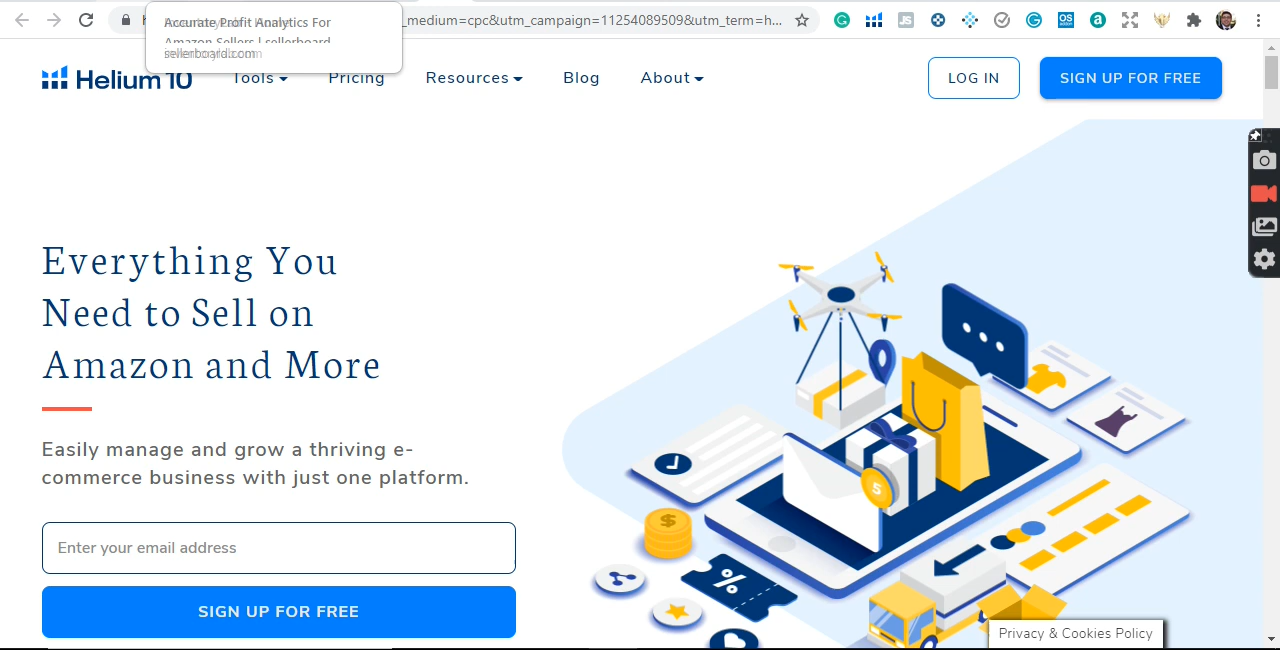 Accurate Profit Analytics For
Amazon Sellers | sellerboard
sellerboard.com
_medium=cpc&utm_campaign=11254089509&utm_term=h...
Helium 10
Tools
Pricing
Resources
Blog
About
LOG IN
SIGN UP FOR FREE
Everything You
Need to Sell on
Amazon and More
Easily manage and grow a thriving e-
commerce business with just one platform.
Enter your email address
SIGN UP FOR FREE
Privacy & Cookies Policy